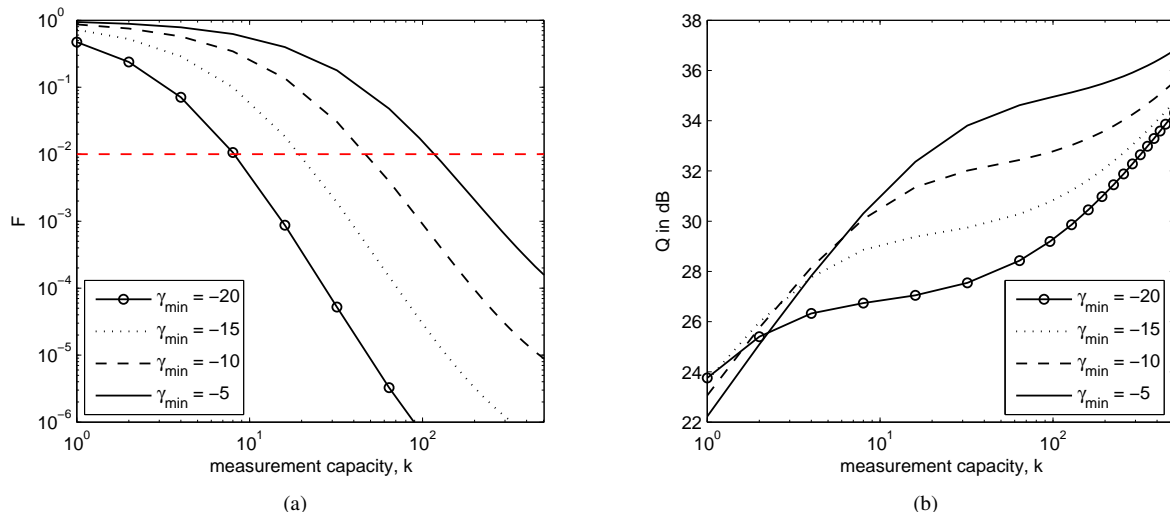 10^0
10^-1
10^-2
10^-3
10^-4
10^-5
10^-6
F
γ_min = −20
γ_min = −15
γ_min = −10
γ_min = −5
10^0 10^1 10^2
measurement capacity, k
(a)
38
36
34
32
30
28
26
24
22
Q in dB
γ_min = −20
γ_min = −15
γ_min = −10
γ_min = −5
10^0 10^1 10^2
measurement capacity, k
(b)